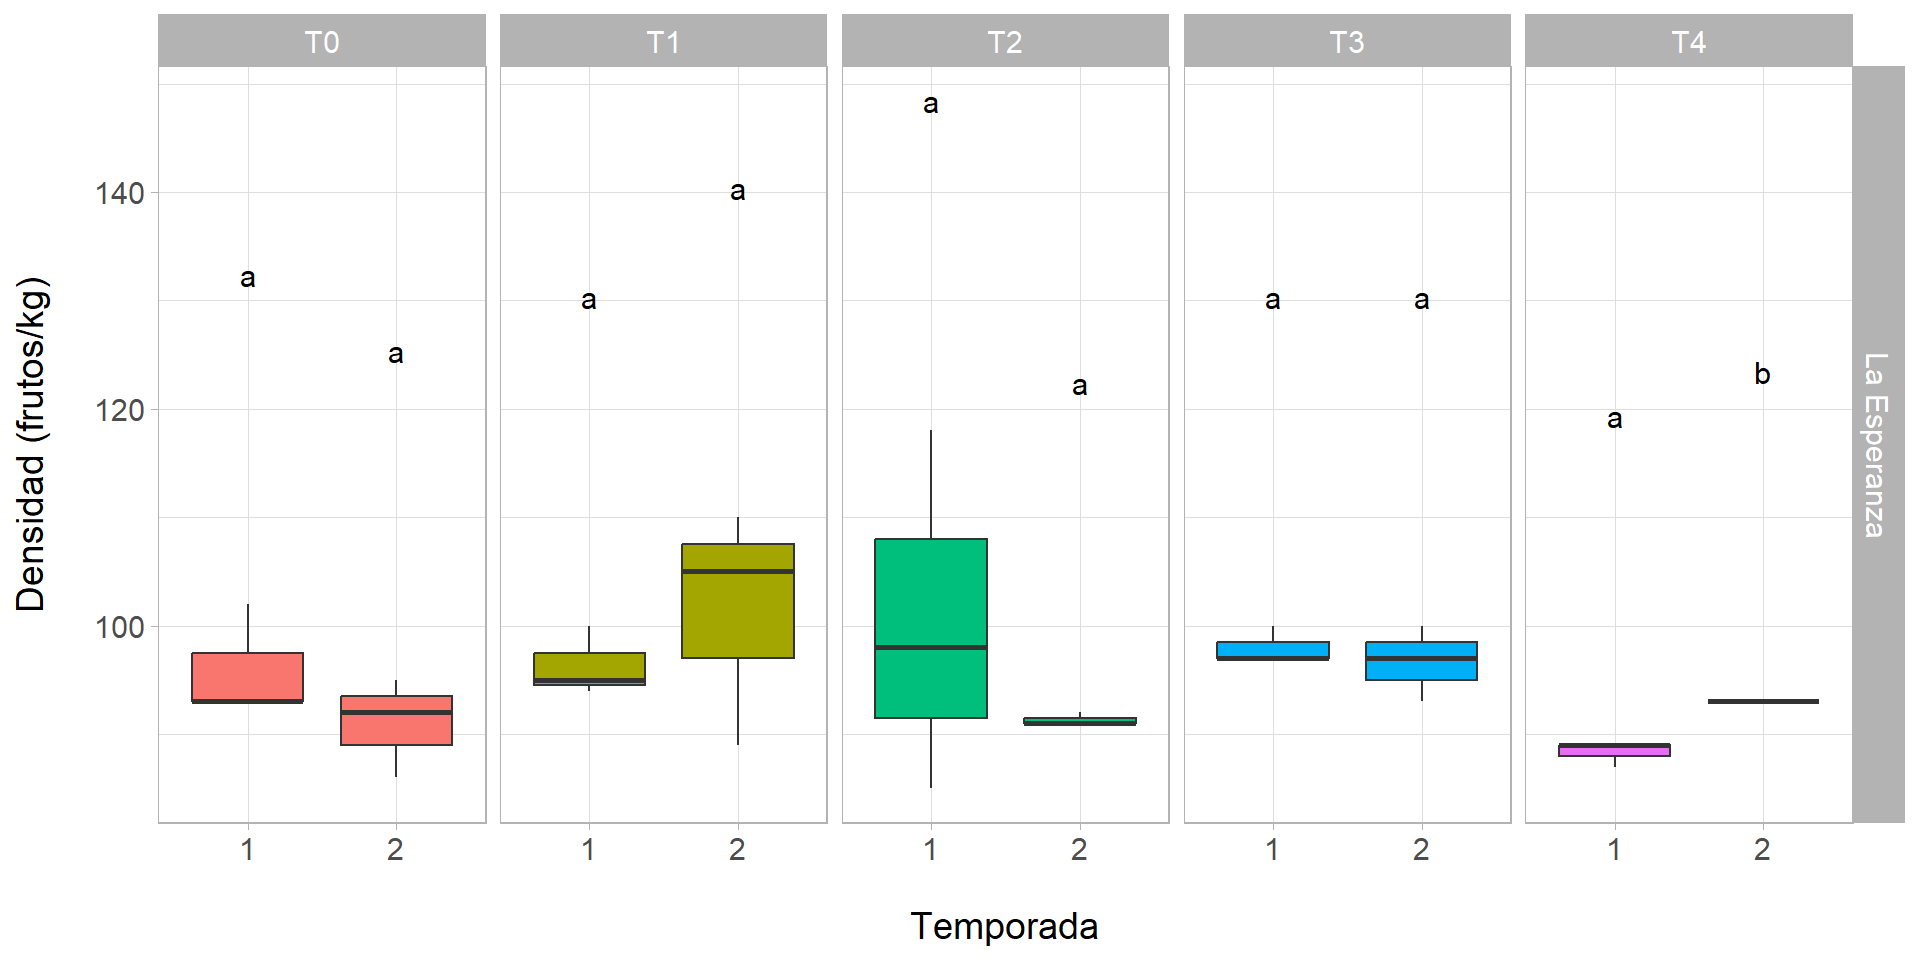 T0 T1 T2 T3 T4
a a a a a a a a a b
140
120
100
Densidad (frutos/kg)
La Esperanza
1 2 1 2 1 2 1 2 1 2
Temporada